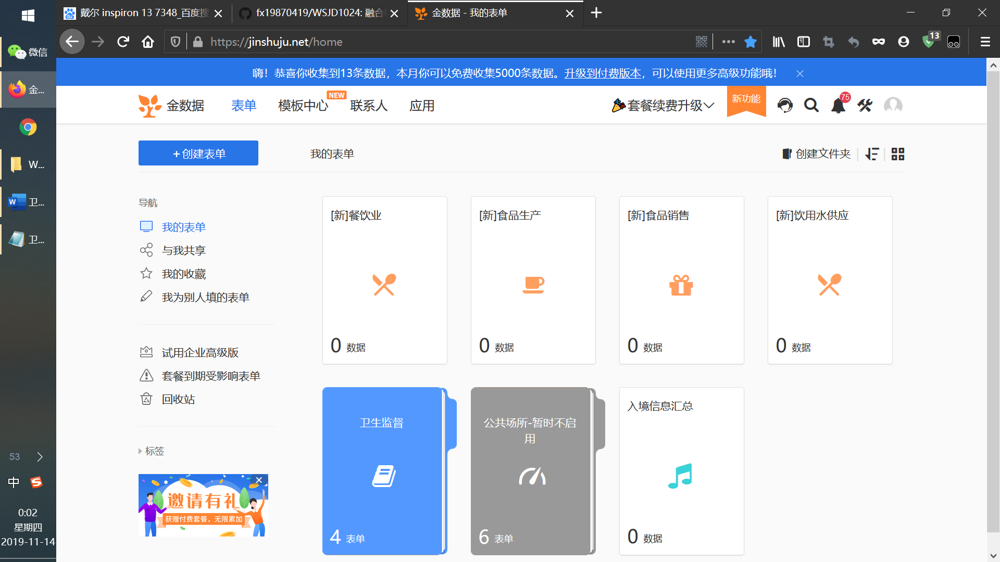 戴尔 inspiron 13 7348_百度搜
fx19870419/WSJD1024: 融合
金数据 - 我的表单
https://jinshuju.net/home
13
微信
金...
W...
卫...
卫...
嗨！恭喜你收集到13条数据，本月你可以免费收集5000条数据。升级到付费版本，可以使用更多高级功能哦！
金数据
表单
模板中心
NEW
联系人
应用
套餐续费升级
新功能
75
+ 创建表单
我的表单
创建文件夹
导航
我的表单
与我共享
我的收藏
我为别人填的表单
试用企业高级版
套餐到期受影响表单
回收站
标签
邀请有礼
获赠付费套餐，无限累加
[新]餐饮业
0 数据
[新]食品生产
0 数据
[新]食品销售
0 数据
[新]饮用水供应
0 数据
卫生监督
4 表单
公共场所-暂时不启
用
6 表单
入境信息汇总
0 数据
53
中
0:02
星期四
2019-11-14